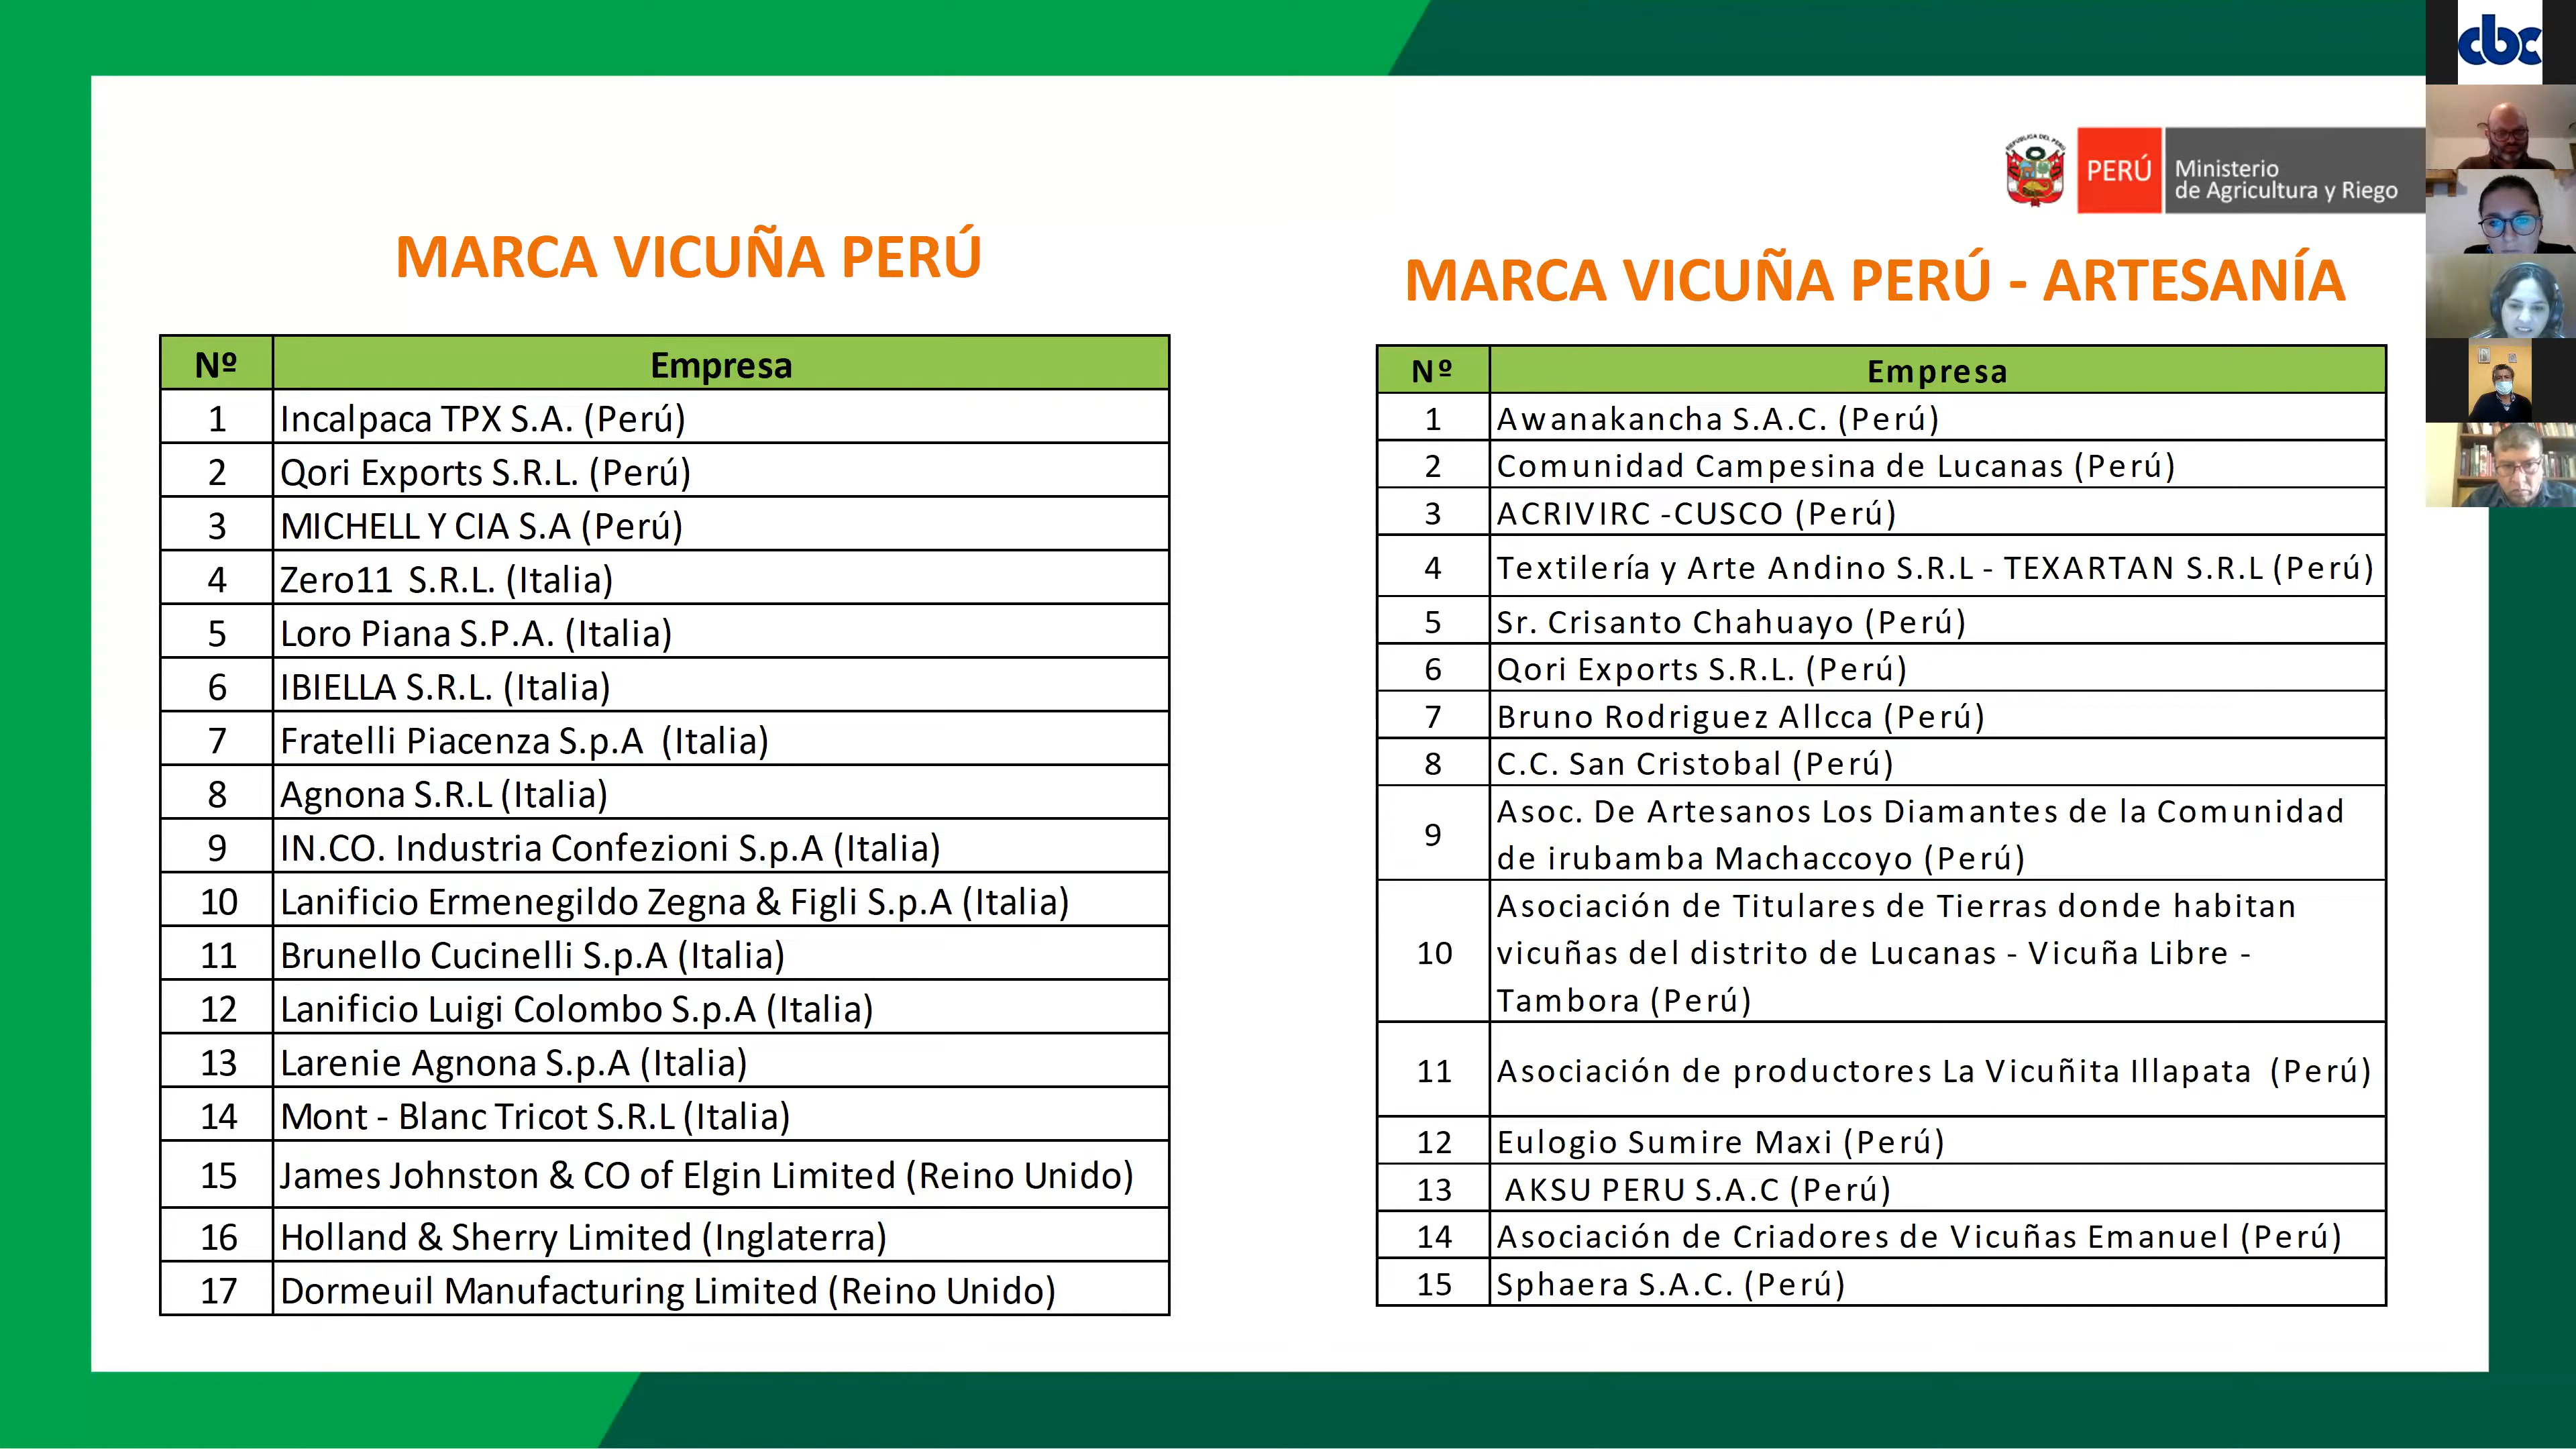 cbc
REPUBLICA DEL PERU
PERÚ
Ministerio
de Agricultura y Riego
MARCA VICUÑA PERÚ
Nº Empresa
1 Incalpaca TPX S.A. (Perú)
2 Qori Exports S.R.L. (Perú)
3 MICHELL Y CIA S.A (Perú)
4 Zero11 S.R.L. (Italia)
5 Loro Piana S.P.A. (Italia)
6 IBIELLA S.R.L. (Italia)
7 Fratelli Piacenza S.p.A (Italia)
8 Agnona S.R.L (Italia)
9 IN.CO. Industria Confezioni S.p.A (Italia)
10 Lanificio Ermenegildo Zegna & Figli S.p.A (Italia)
11 Brunello Cucinelli S.p.A (Italia)
12 Lanificio Luigi Colombo S.p.A (Italia)
13 Larenie Agnona S.p.A (Italia)
14 Mont - Blanc Tricot S.R.L (Italia)
15 James Johnston & CO of Elgin Limited (Reino Unido)
16 Holland & Sherry Limited (Inglaterra)
17 Dormeuil Manufacturing Limited (Reino Unido)
MARCA VICUÑA PERÚ - ARTESANÍA
Nº Empresa
1 Awanakancha S.A.C. (Perú)
2 Comunidad Campesina de Lucanas (Perú)
3 ACRIVIRC -CUSCO (Perú)
4 Textilería y Arte Andino S.R.L - TEXARTAN S.R.L (Perú)
5 Sr. Crisanto Chahuayo (Perú)
6 Qori Exports S.R.L. (Perú)
7 Bruno Rodriguez Allcca (Perú)
8 C.C. San Cristobal (Perú)
9 Asoc. De Artesanos Los Diamantes de la Comunidad
de irubamba Machaccoyo (Perú)
10 Asociación de Titulares de Tierras donde habitan
vicuñas del distrito de Lucanas - Vicuña Libre -
Tambora (Perú)
11 Asociación de productores La Vicuñita Illapata (Perú)
12 Eulogio Sumire Maxi (Perú)
13 AKSU PERU S.A.C (Perú)
14 Asociación de Criadores de Vicuñas Emanuel (Perú)
15 Sphaera S.A.C. (Perú)